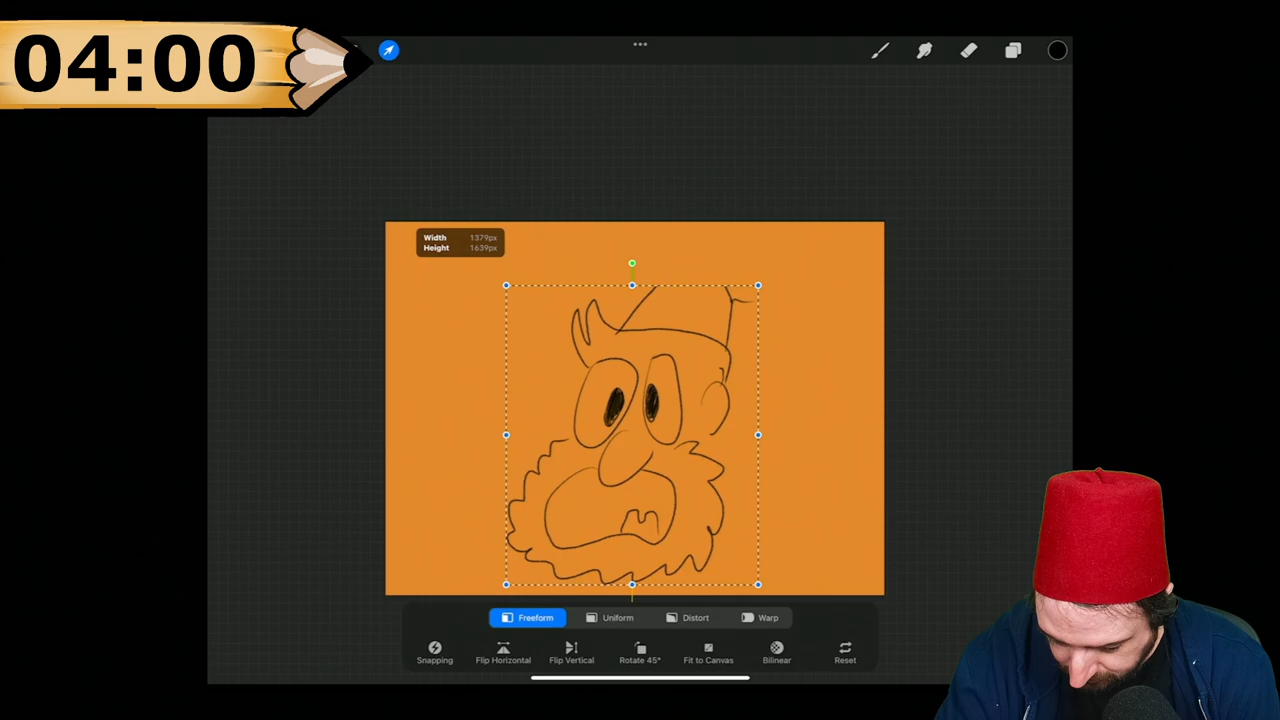 04:00
Width 1379px
Height 1639px
Freeform Uniform Distort Warp
Snapping Flip Horizontal Flip Vertical Rotate 45° Fit to Canvas Bilinear Reset